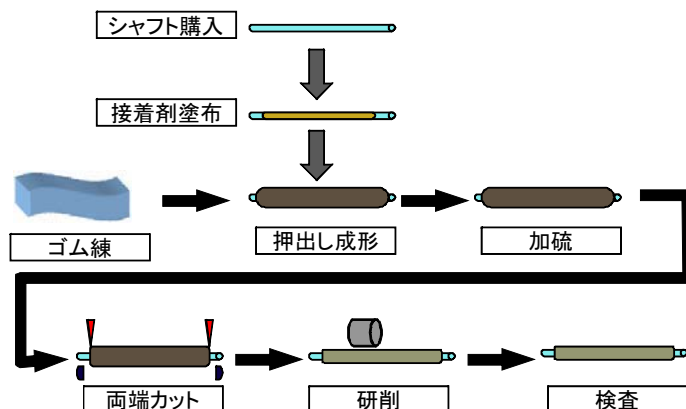 シャフト購入
接着剤塗布
ゴム練
押出し成形
加硫
両端カット
研削
検査